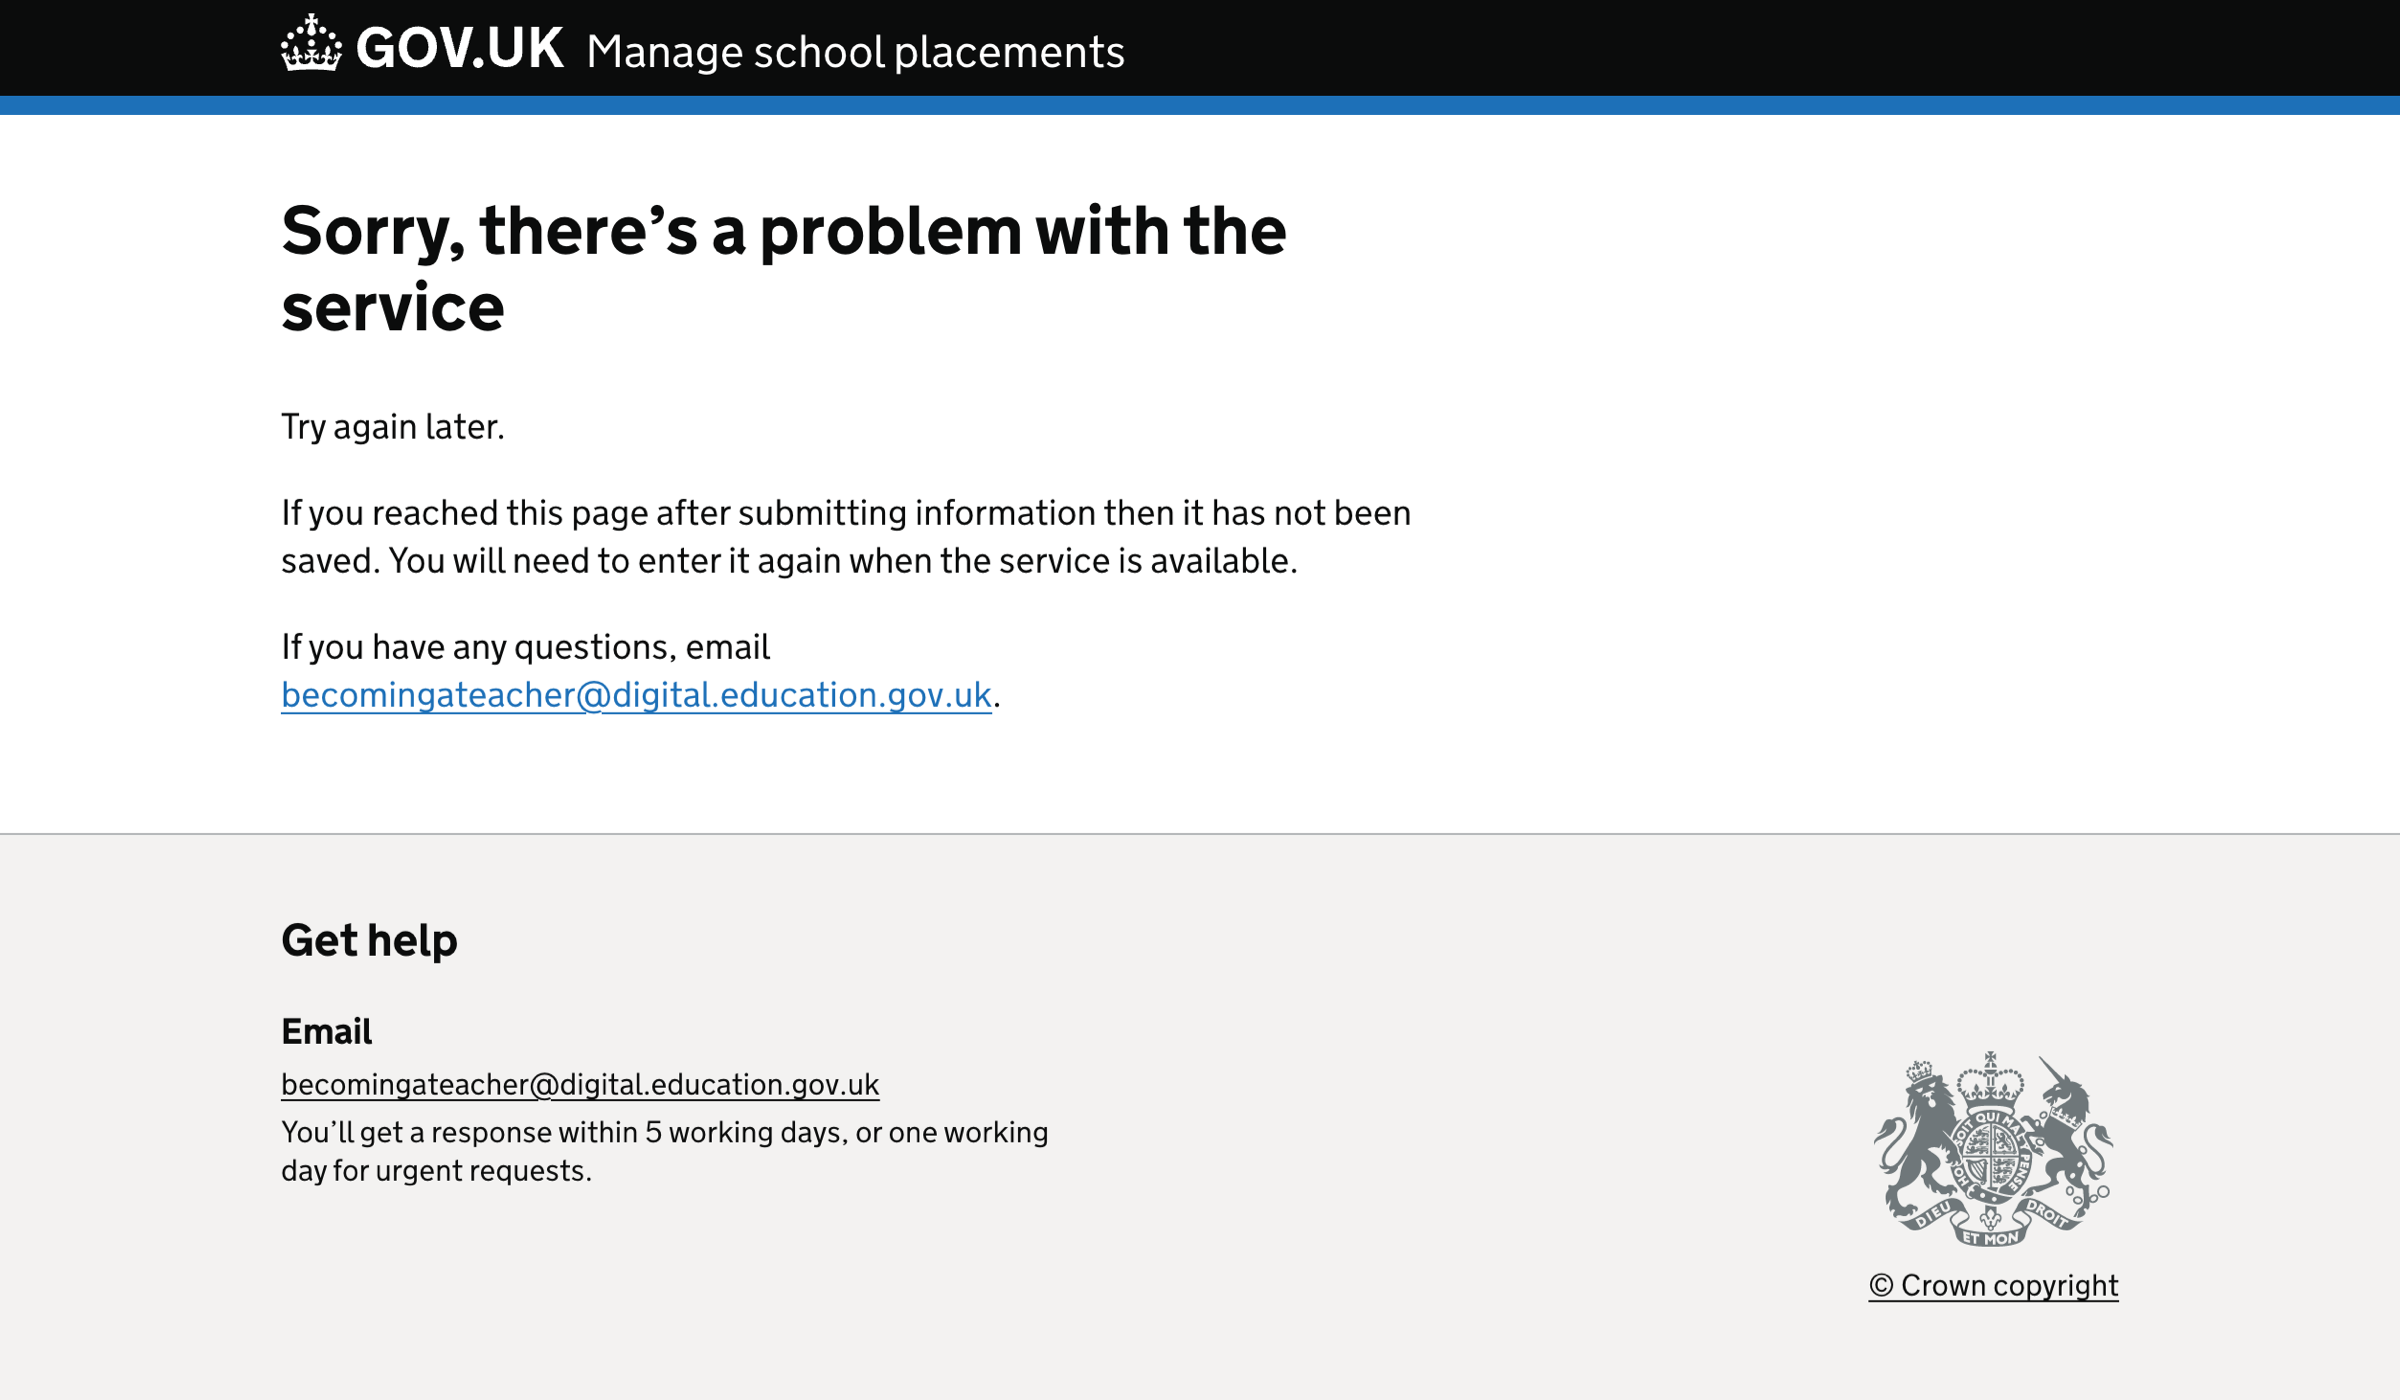 GOV.UK Manage school placements
Sorry, there’s a problem with the
service
Try again later.
If you reached this page after submitting information then it has not been
saved. You will need to enter it again when the service is available.
If you have any questions, email
becomingateacher@digital.education.gov.uk.
Get help
Email
becomingateacher@digital.education.gov.uk
You’ll get a response within 5 working days, or one working
day for urgent requests.
SOIT QUI MAL Y PENSE
HON
DIEU ET MON DROIT
© Crown copyright